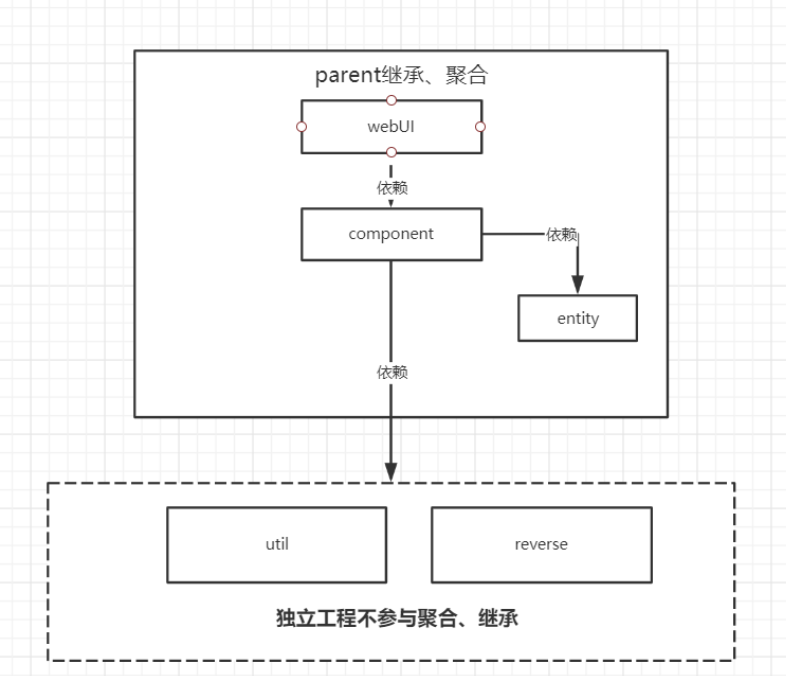 parent继承、聚合
webUI
依赖
component
依赖
entity
依赖
util
reverse
独立工程不参与聚合、继承